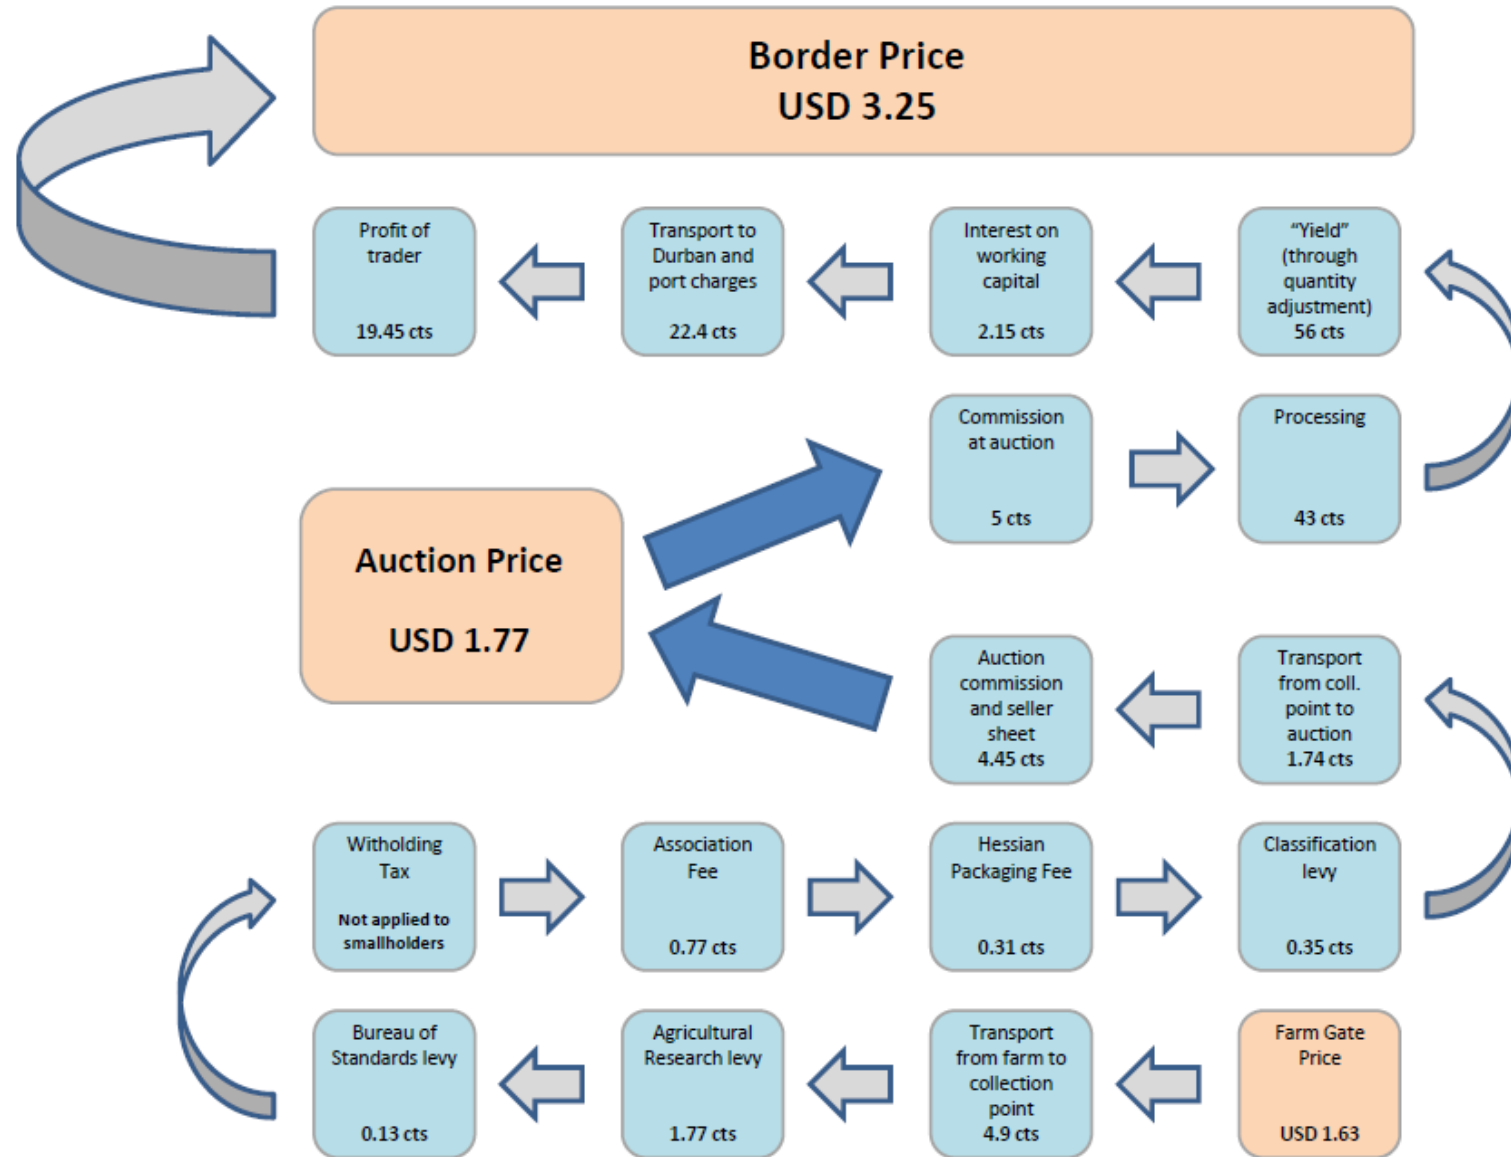 Border Price
USD 3.25
Profit of
trader
19.45 cts
Transport to
Durban and
port charges
22.4 cts
Interest on
working
capital
2.15 cts
“Yield”
(through
quantity
adjustment)
56 cts
Commission
at auction
5 cts
Processing
43 cts
Auction Price
USD 1.77
Auction
commission
and seller
sheet
4.45 cts
Transport
from coll.
point to
auction
1.74 cts
Witholding
Tax
Not applied to
smallholders
Association
Fee
0.77 cts
Hessian
Packaging Fee
0.31 cts
Classification
levy
0.35 cts
Bureau of
Standards levy
0.13 cts
Agricultural
Research levy
1.77 cts
Transport
from farm to
collection
point
4.9 cts
Farm Gate
Price
USD 1.63